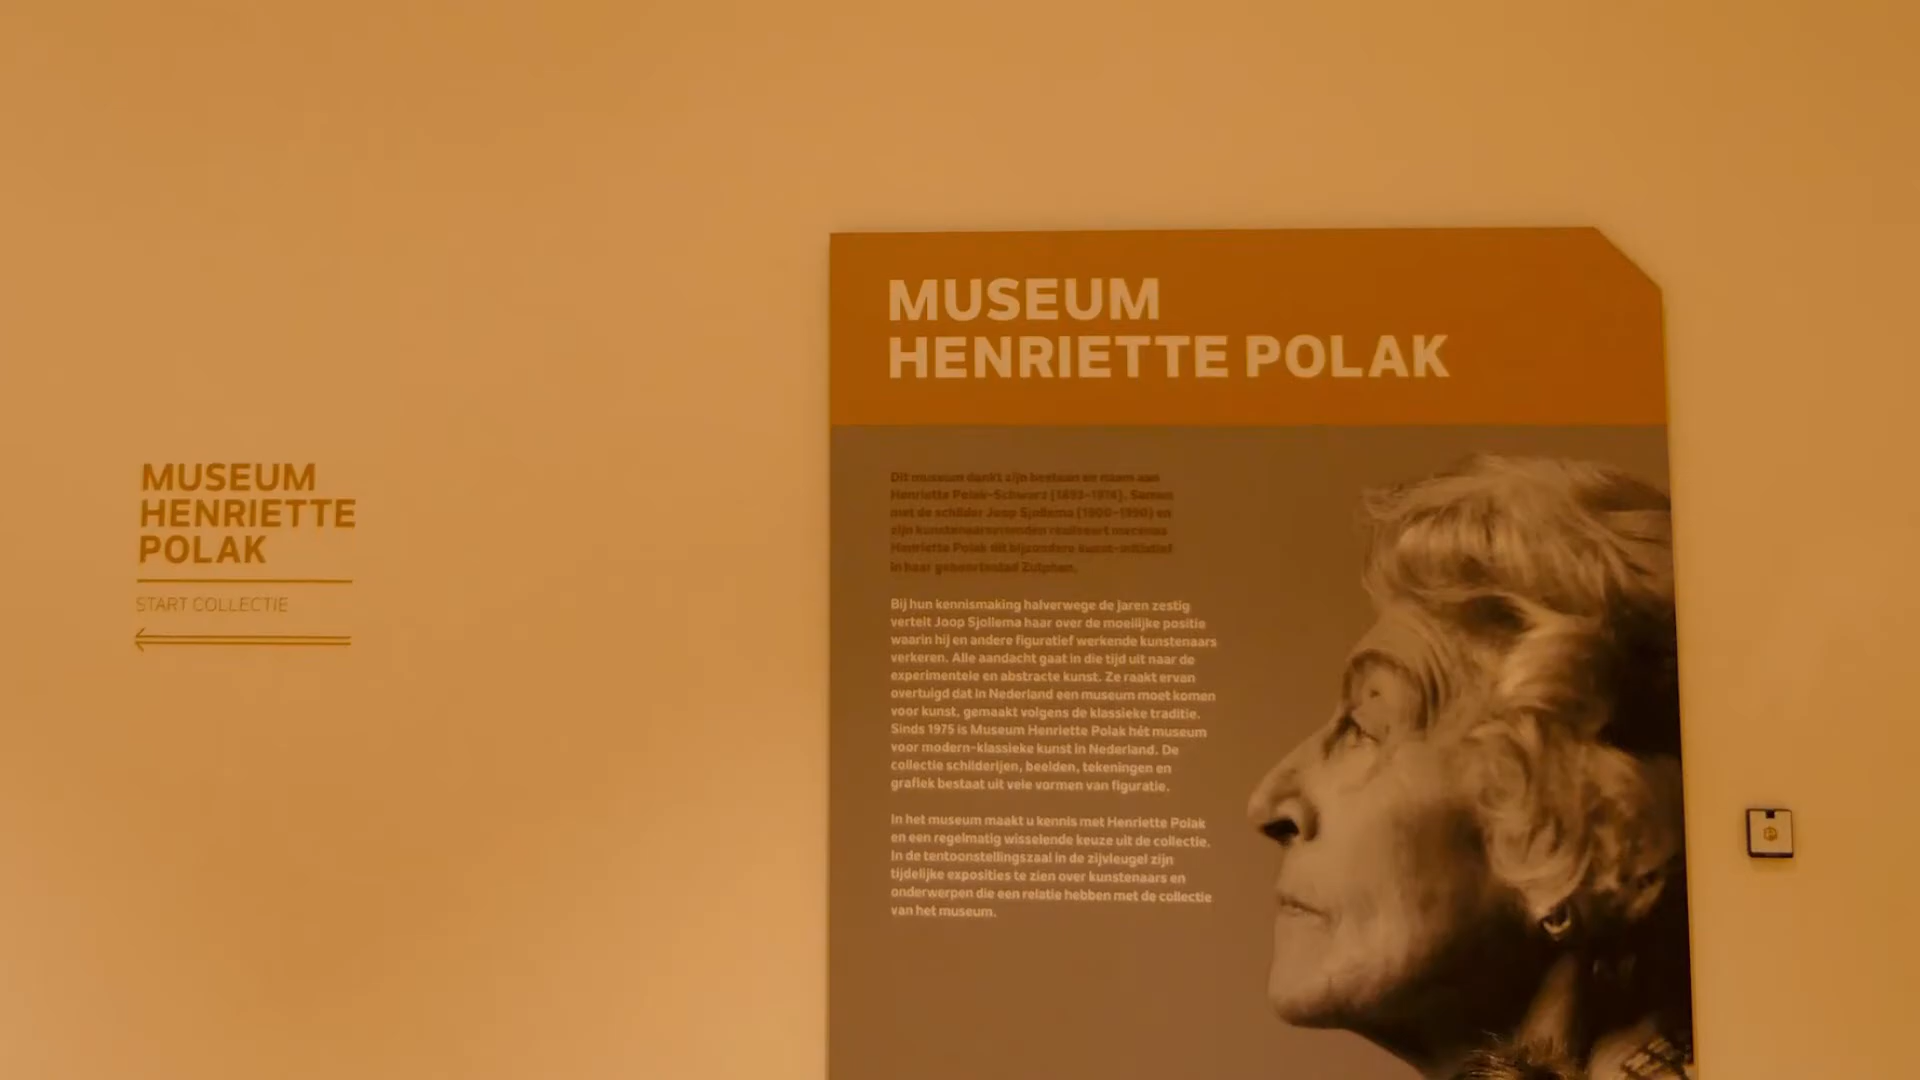 MUSEUM
HENRIETTE
POLAK
START COLLECTIE
MUSEUM
HENRIETTE POLAK
Dit museum dankt zijn bestaan en naam aan
Henriette Polak-Schwarz (1893-1974). Samen
met de schilder Joop Sjollema (1900-1990) en
zijn kunstenaarsvrienden realiseert mecenas
Henriette Polak dit bijzondere kunst-initiatief
in haar geboortestad Zutphen.
Bij hun kennismaking halverwege de jaren zestig
vertelt Joop Sjollema haar over de moeilijke positie
waarin hij en andere figuratief werkende kunstenaars
verkeren. Alle aandacht gaat in die tijd uit naar de
experimentele en abstracte kunst. Ze raakt ervan
overtuigd dat in Nederland een museum moet komen
voor kunst, gemaakt volgens de klassieke traditie.
Sinds 1975 is Museum Henriette Polak hét museum
voor modern-klassieke kunst in Nederland. De
collectie schilderijen, beelden, tekeningen en
grafiek bestaat uit vele vormen van figuratie.
In het museum maakt u kennis met Henriette Polak
en een regelmatig wisselende keuze uit de collectie.
In de tentoonstellingszaal in de zijvleugel zijn
tijdelijke exposities te zien over kunstenaars en
onderwerpen die een relatie hebben met de collectie
van het museum.